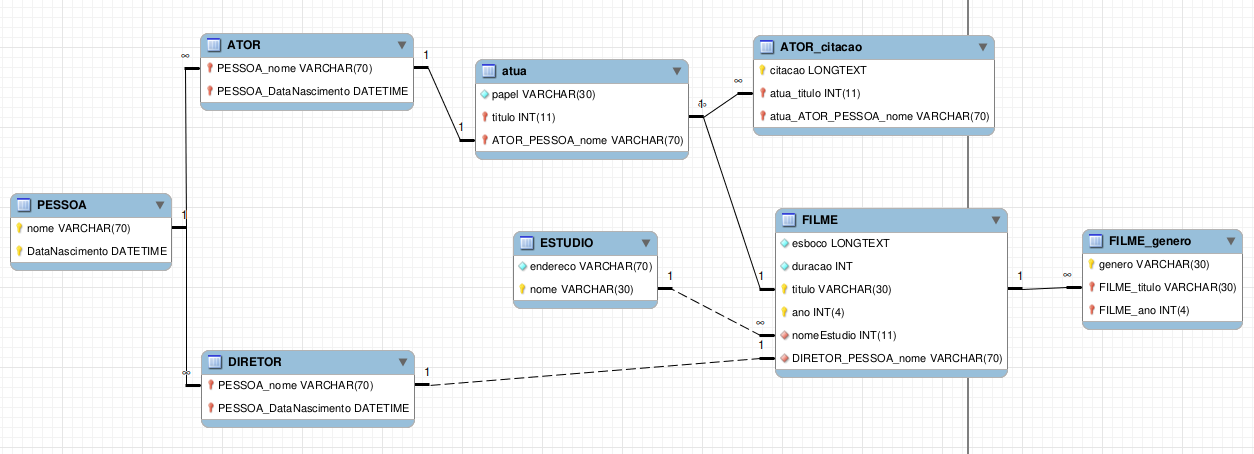 ATOR
PESSOA_nome VARCHAR(70)
PESSOA_DataNascimento DATETIME
∞
1
atua
papel VARCHAR(30)
titulo INT(11)
ATOR_PESSOA_nome VARCHAR(70)
1
1
∞
ATOR_citacao
citacao LONGTEXT
atua_titulo INT(11)
atua_ATOR_PESSOA_nome VARCHAR(70)
∞
PESSOA
nome VARCHAR(70)
DataNascimento DATETIME
1
ESTUDIO
endereco VARCHAR(70)
nome VARCHAR(30)
1
FILME
esboco LONGTEXT
duracao INT
titulo VARCHAR(30)
ano INT(4)
nomeEstudio INT(11)
DIRETOR_PESSOA_nome VARCHAR(70)
1
∞
1
1
FILME_genero
genero VARCHAR(30)
FILME_titulo VARCHAR(30)
FILME_ano INT(4)
∞
DIRETOR
PESSOA_nome VARCHAR(70)
PESSOA_DataNascimento DATETIME
∞
1